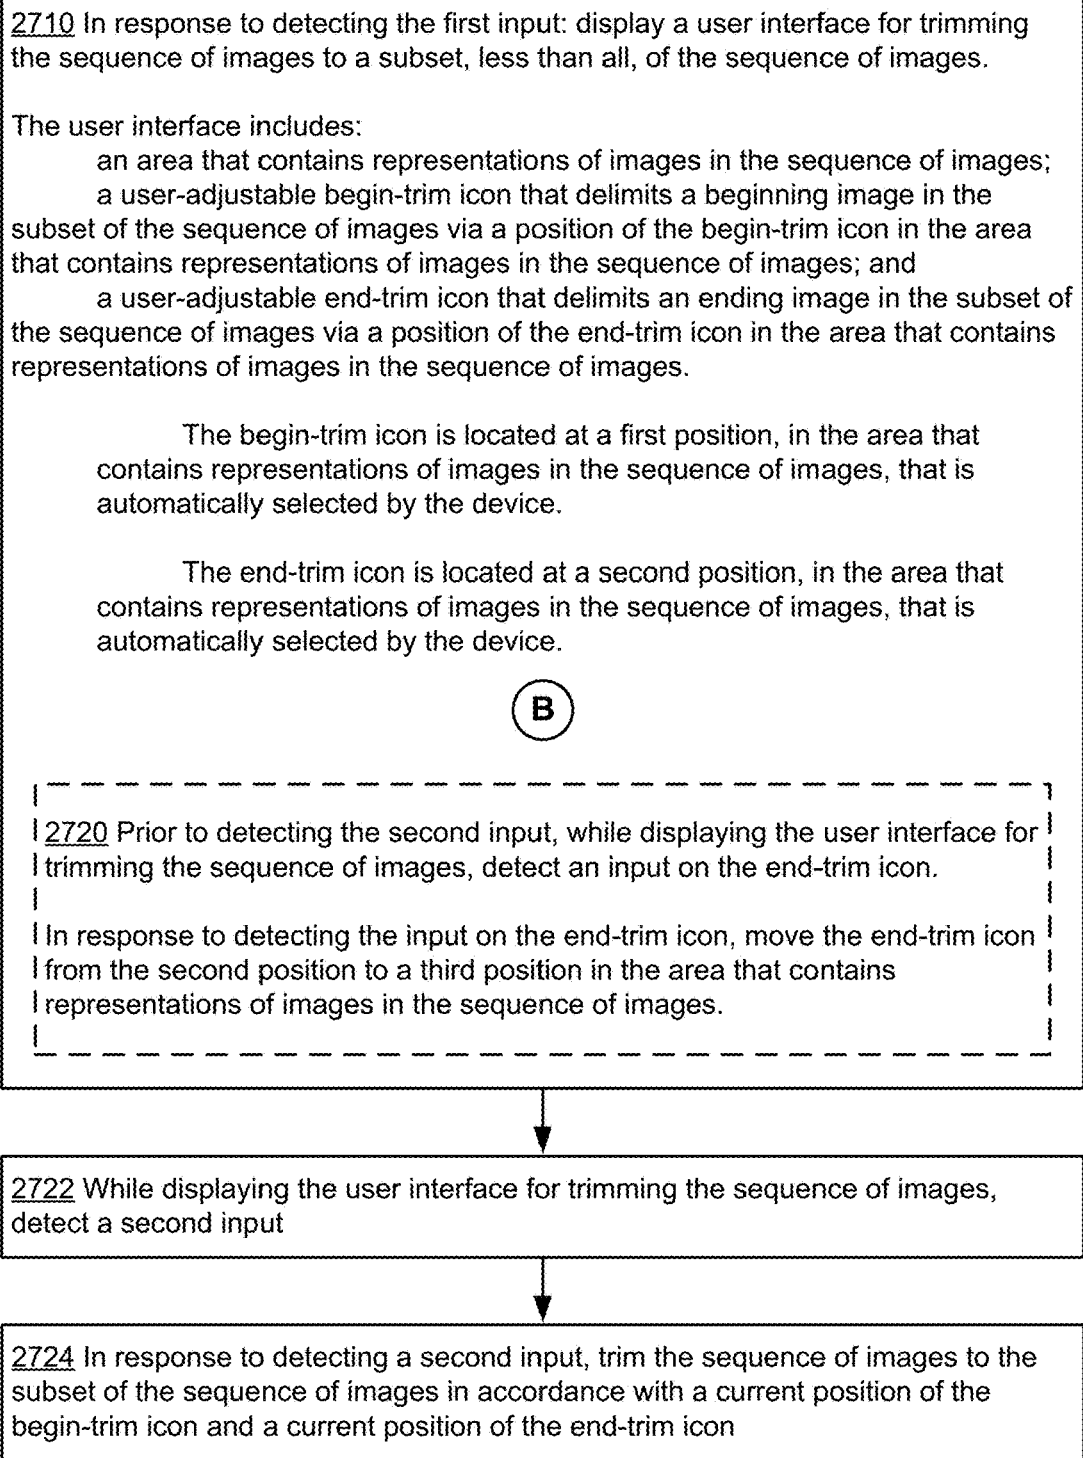 2710 In response to detecting the first input: display a user interface for trimming
the sequence of images to a subset, less than all, of the sequence of images.
The user interface includes:
an area that contains representations of images in the sequence of images;
a user-adjustable begin-trim icon that delimits a beginning image in the
subset of the sequence of images via a position of the begin-trim icon in the area
that contains representations of images in the sequence of images; and
a user-adjustable end-trim icon that delimits an ending image in the subset of
the sequence of images via a position of the end-trim icon in the area that contains
representations of images in the sequence of images.
The begin-trim icon is located at a first position, in the area that
contains representations of images in the sequence of images, that is
automatically selected by the device.
The end-trim icon is located at a second position, in the area that
contains representations of images in the sequence of images, that is
automatically selected by the device.
B
2720 Prior to detecting the second input, while displaying the user interface for
trimming the sequence of images, detect an input on the end-trim icon.
In response to detecting the input on the end-trim icon, move the end-trim icon
from the second position to a third position in the area that contains
representations of images in the sequence of images.
2722 While displaying the user interface for trimming the sequence of images,
detect a second input
2724 In response to detecting a second input, trim the sequence of images to the
subset of the sequence of images in accordance with a current position of the
begin-trim icon and a current position of the end-trim icon